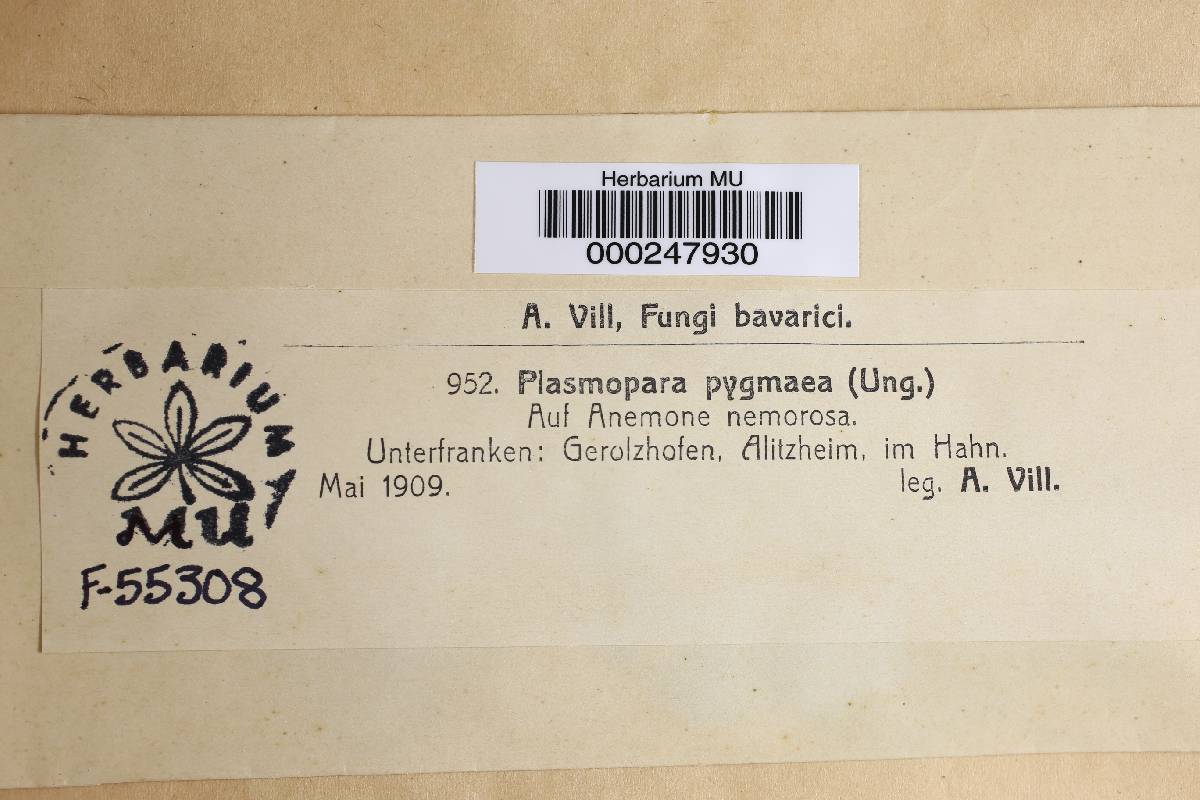 Herbarium MU
000247930
A. Vill, Fungi bavarici.
952. Plasmopara pygmaea (Ung.)
Auf Anemone nemorosa.
Unterfranken: Gerolzhofen, Alitzheim, im Hahn.
Mai 1909. leg. A. Vill.
HERBARIUM
MU
F-55308